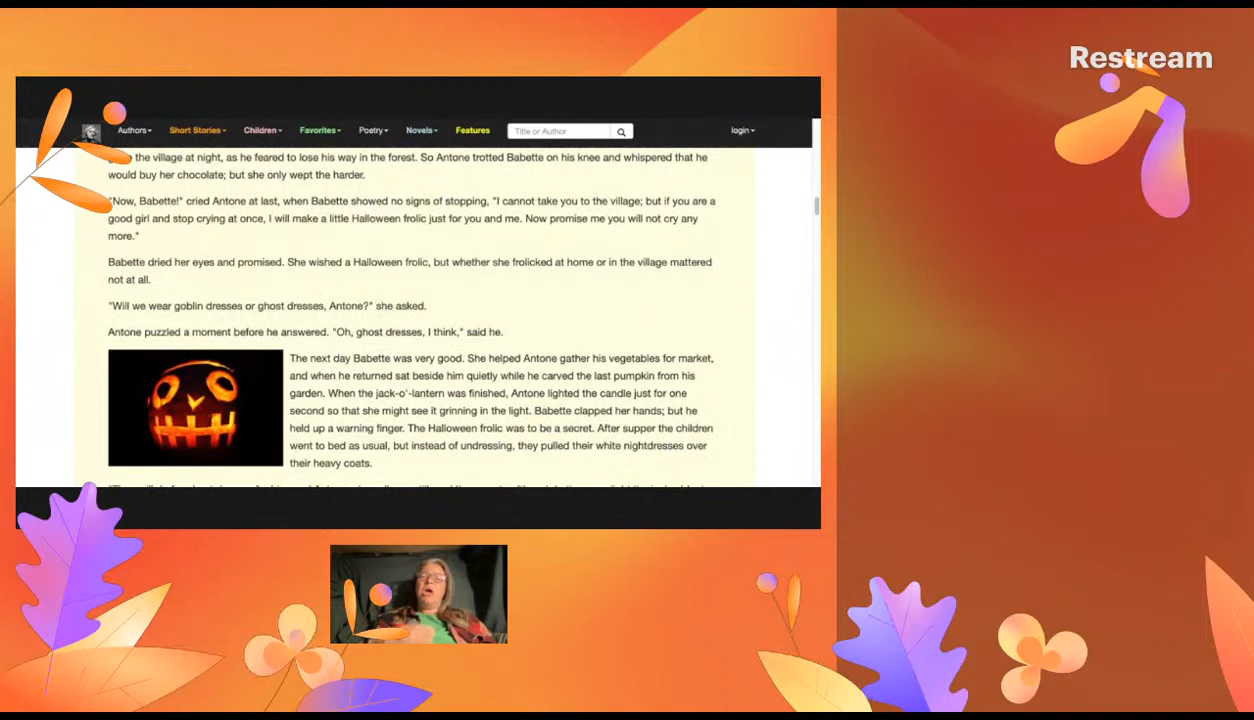 Restream
Authors
Short Stories
Children
Favorites
Poetry
Novels
Features
Title or Author
login
the village at night, as he feared to lose his way in the forest. So Antone trotted Babette on his knee and whispered that he
would buy her chocolate; but she only wept the harder.
"Now, Babette!" cried Antone at last, when Babette showed no signs of stopping, "I cannot take you to the village; but if you are a
good girl and stop crying at once, I will make a little Halloween frolic just for you and me. Now promise me you will not cry any
more."
Babette dried her eyes and promised. She wished a Halloween frolic, but whether she frolicked at home or in the village mattered
not at all.
"Will we wear goblin dresses or ghost dresses, Antone?" she asked.
Antone puzzled a moment before he answered. "Oh, ghost dresses, I think," said he.
The next day Babette was very good. She helped Antone gather his vegetables for market,
and when he returned sat beside him quietly while he carved the last pumpkin from his
garden. When the jack-o'-lantern was finished, Antone lighted the candle just for one
second so that she might see it grinning in the light. Babette clapped her hands; but he
held up a warning finger. The Halloween frolic was to be a secret. After supper the children
went to bed as usual, but instead of undressing, they pulled their white nightdresses over
their heavy coats.